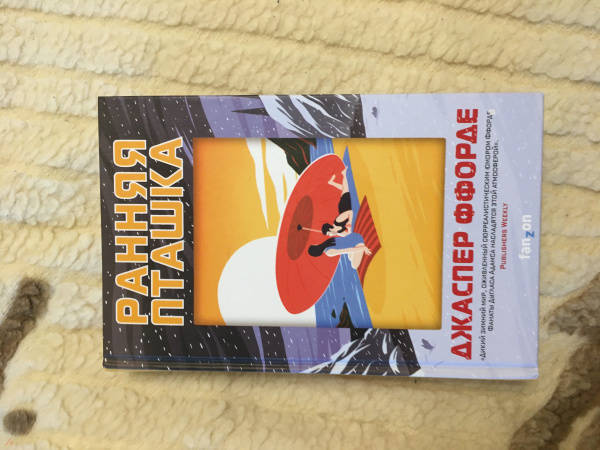 РАННЯЯ
ПТАШКА
ДЖАСПЕР ФФОРДЕ
«Дикий зимний мир, оживленный сюрреалистическим юмором Ффорде.
Фанаты Дугласа Адамса насладятся этой атмосферой».
Publishers Weekly
fanzon